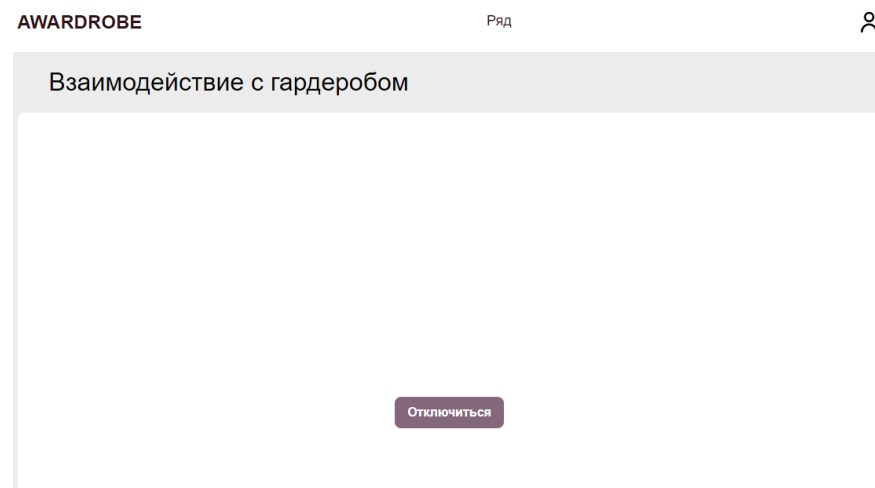 AWARDROBE
Ряд
Взаимодействие с гардеробом
Отключиться